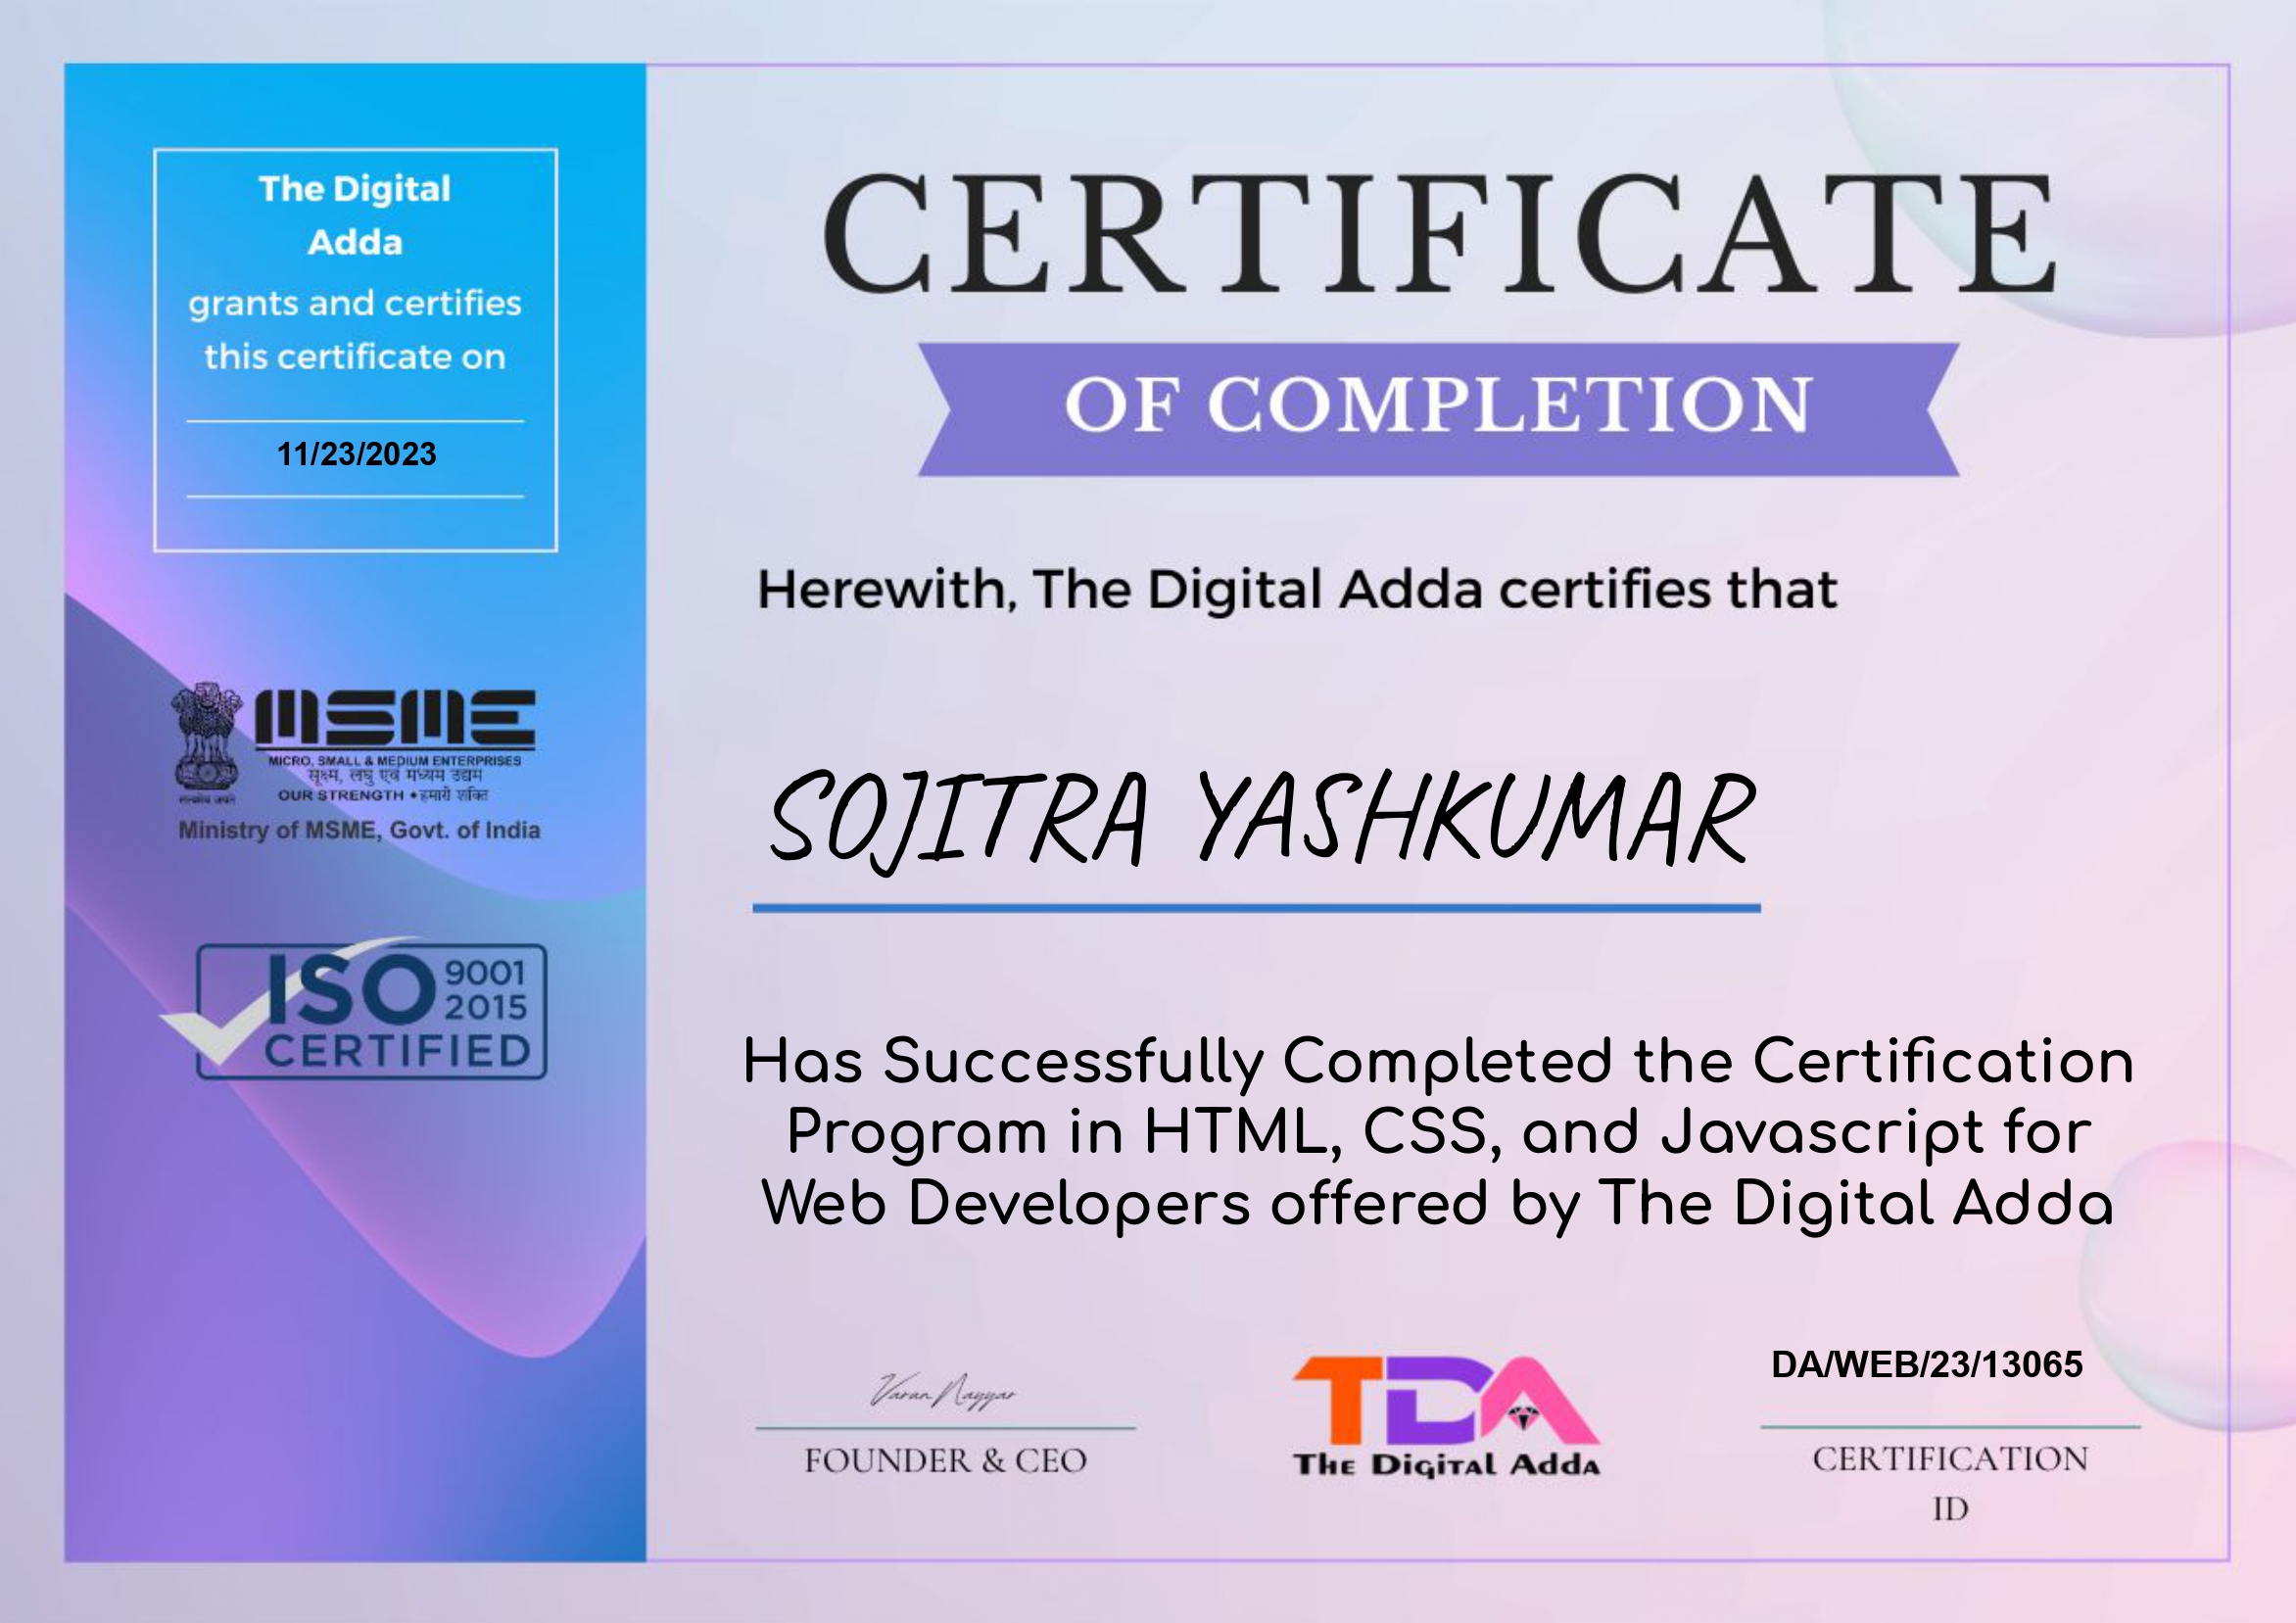 The Digital
Adda
grants and certifies
this certificate on
11/23/2023
MSME
MICRO, SMALL & MEDIUM ENTERPRISES
सूक्ष्म, लघु एवं मध्यम उद्यम
OUR STRENGTH • हमारी शक्ति
सत्यमेव जयते
Ministry of MSME, Govt. of India
ISO 9001
2015
CERTIFIED
CERTIFICATE
OF COMPLETION
Herewith, The Digital Adda certifies that
SOJITRA YASHKUMAR
Has Successfully Completed the Certification
Program in HTML, CSS, and Javascript for
Web Developers offered by The Digital Adda
Varun Nayyar
FOUNDER & CEO
TDA
The Digital Adda
DA/WEB/23/13065
CERTIFICATION
ID